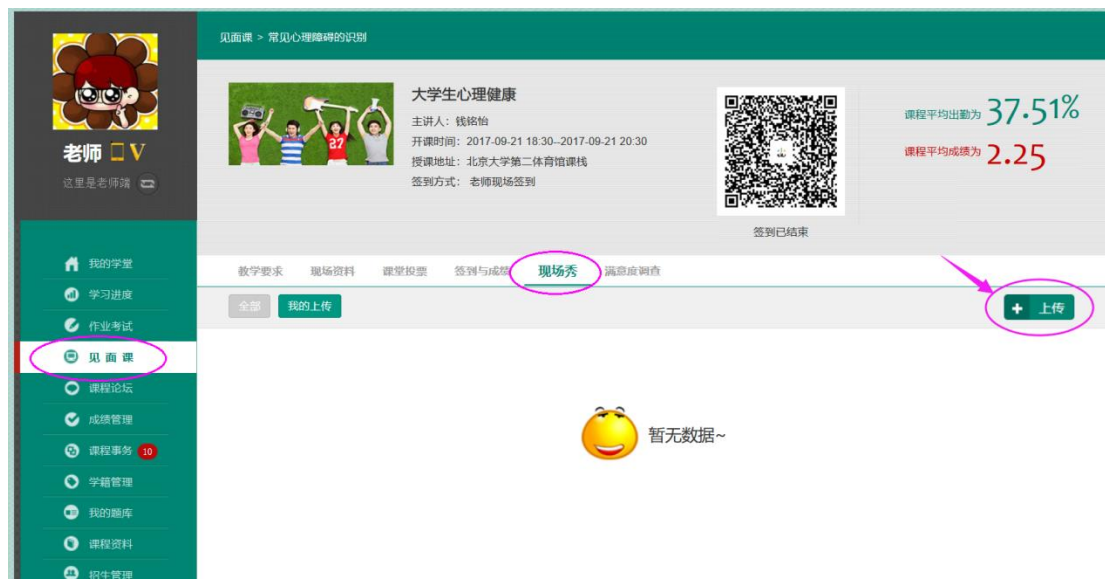 见面课 > 常见心理障碍的识别
老师 V
这里是老师端
大学生心理健康
主讲人：钱铭怡
开课时间：2017-09-21 18:30--2017-09-21 20:30
授课地址：北京大学第二体育馆课栈
签到方式： 老师现场签到
27
签到已结束
课程平均出勤为 37.51%
课程平均成绩为 2.25
我的学堂
学习进度
作业考试
见面课
课程论坛
成绩管理
课程事务 10
学籍管理
我的题库
课程资料
招生管理
教学要求 现场资料 课堂投票 签到与成绩 现场秀 满意度调查
全部 我的上传
+ 上传
暂无数据~